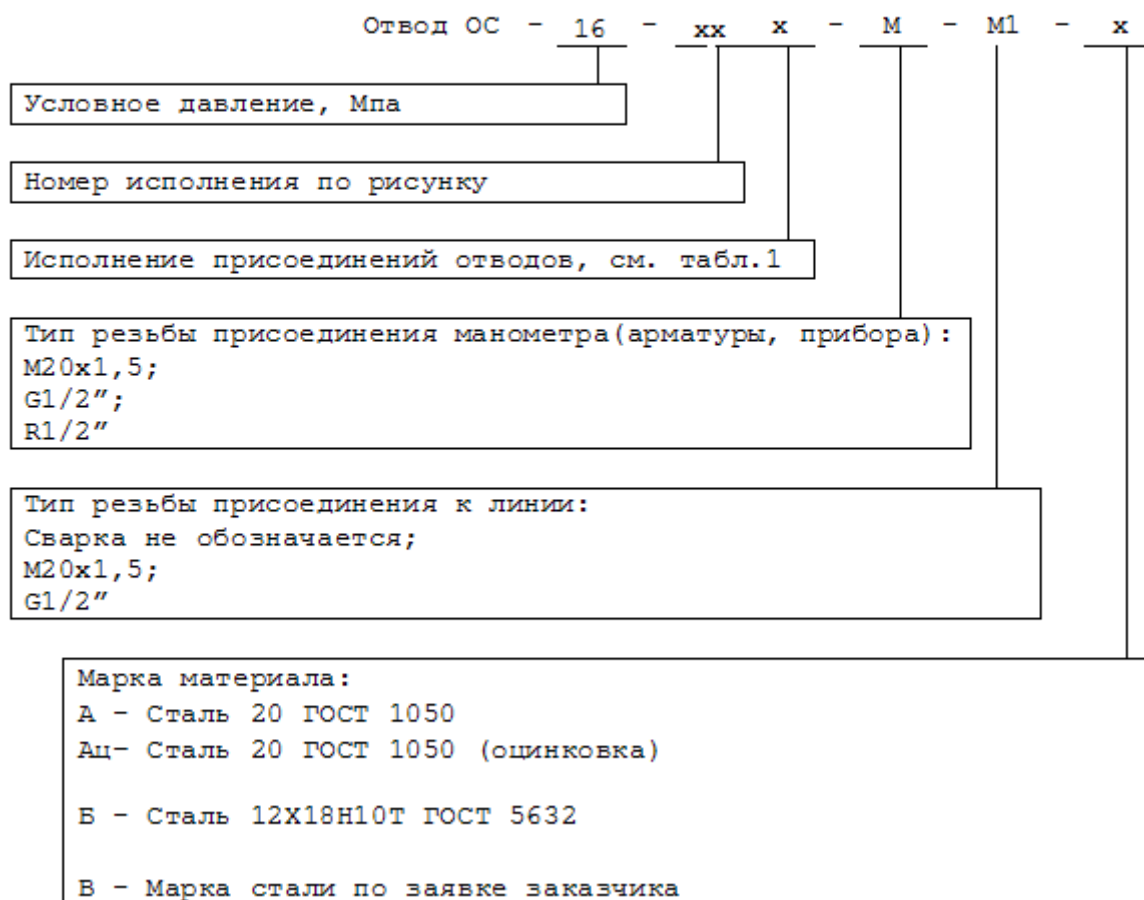 Отвод ОС - 16 - хх х - М - М1 - х
Условное давление, Мпа
Номер исполнения по рисунку
Исполнение присоединений отводов, см. табл.1
Тип резьбы присоединения манометра(арматуры, прибора):
М20х1,5;
G1/2″;
R1/2″
Тип резьбы присоединения к линии:
Сварка не обозначается;
М20х1,5;
G1/2″
Марка материала:
А - Сталь 20 ГОСТ 1050
Ац- Сталь 20 ГОСТ 1050 (оцинковка)
Б - Сталь 12Х18Н10Т ГОСТ 5632
В - Марка стали по заявке заказчика